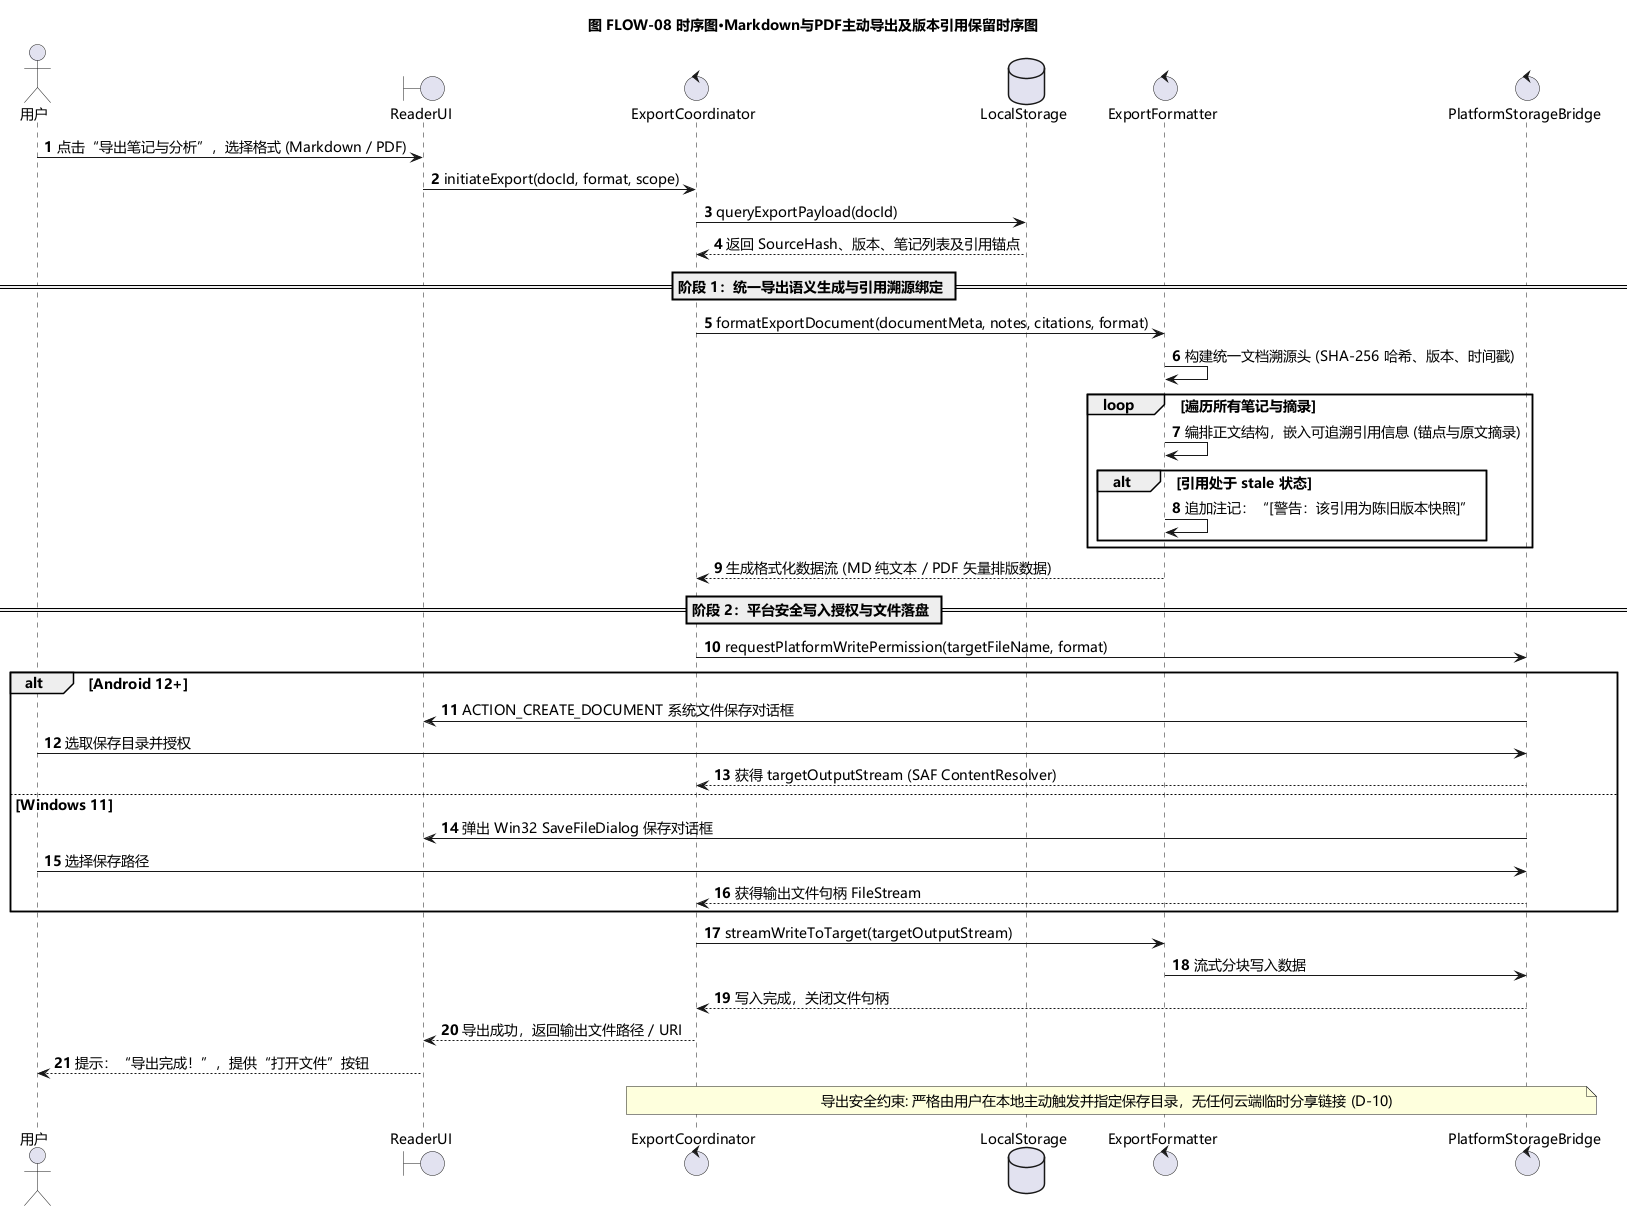 图 FLOW-08 时序图•Markdown与PDF主动导出及版本引用保留时序图
用户
ReaderUI
ExportCoordinator
LocalStorage
ExportFormatter
PlatformStorageBridge
1 点击“导出笔记与分析”，选择格式 (Markdown / PDF)
2 initiateExport(docId, format, scope)
3 queryExportPayload(docId)
4 返回 SourceHash、版本、笔记列表及引用锚点
阶段 1：统一导出语义生成与引用溯源绑定
5 formatExportDocument(documentMeta, notes, citations, format)
6 构建统一文档溯源头 (SHA-256 哈希、版本、时间戳)
loop [遍历所有笔记与摘录]
7 编排正文结构，嵌入可追溯引用信息 (锚点与原文摘录)
alt [引用处于 stale 状态]
8 追加注记：“[警告：该引用为陈旧版本快照]”
9 生成格式化数据流 (MD 纯文本 / PDF 矢量排版数据)
阶段 2：平台安全写入授权与文件落盘
10 requestPlatformWritePermission(targetFileName, format)
alt [Android 12+]
11 ACTION_CREATE_DOCUMENT 系统文件保存对话框
12 选取保存目录并授权
13 获得 targetOutputStream (SAF ContentResolver)
[Windows 11]
14 弹出 Win32 SaveFileDialog 保存对话框
15 选择保存路径
16 获得输出文件句柄 FileStream
17 streamWriteToTarget(targetOutputStream)
18 流式分块写入数据
19 写入完成，关闭文件句柄
20 导出成功，返回输出文件路径 / URI
21 提示：“导出完成！”，提供“打开文件”按钮
导出安全约束: 严格由用户在本地主动触发并指定保存目录，无任何云端临时分享链接 (D-10)
用户
ReaderUI
ExportCoordinator
LocalStorage
ExportFormatter
PlatformStorageBridge